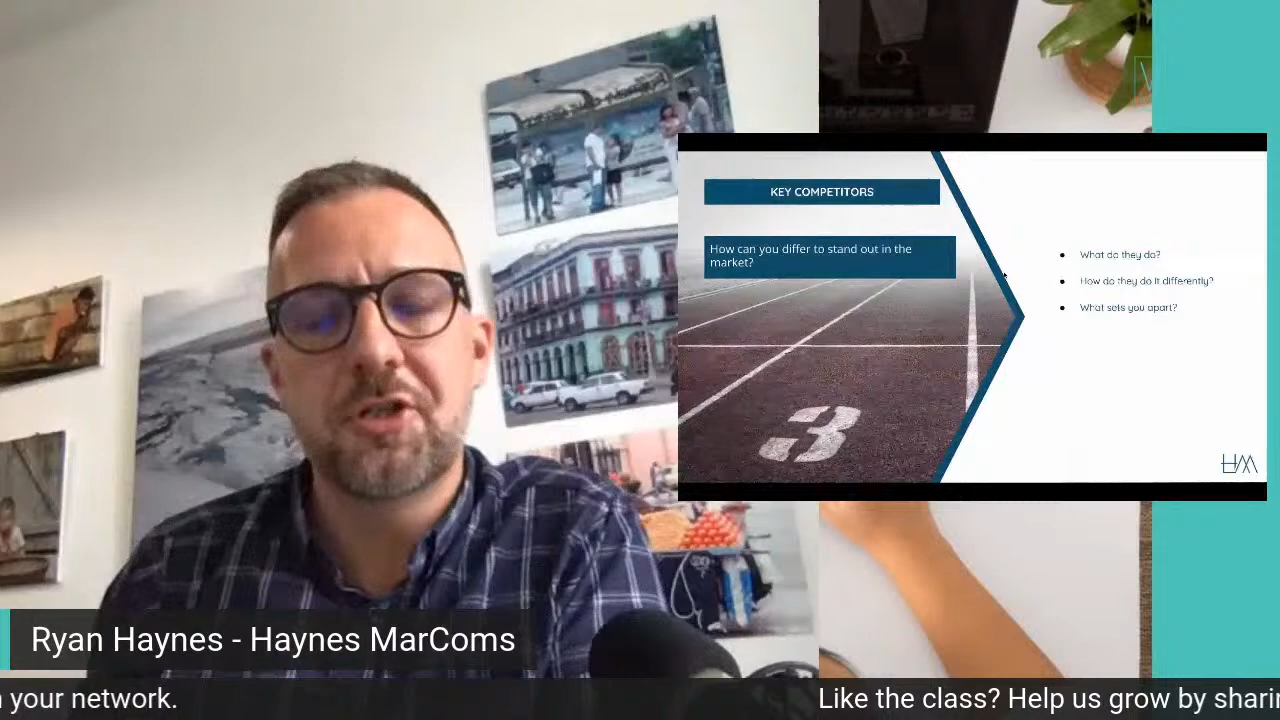 KEY COMPETITORS
How can you differ to stand out in the
market?
What do they do?
How do they do it differently?
What sets you apart?
HM
Ryan Haynes - Haynes MarComs
your network.
Like the class? Help us grow by